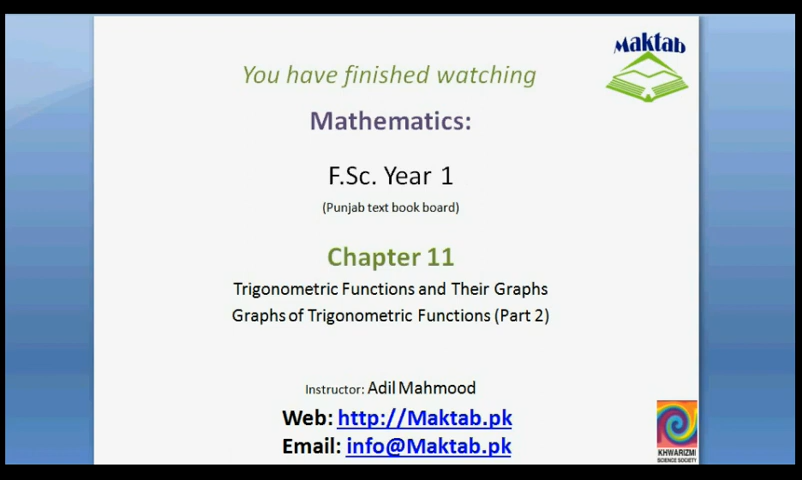 Maktab
You have finished watching
Mathematics:
F.Sc. Year 1
(Punjab text book board)
Chapter 11
Trigonometric Functions and Their Graphs
Graphs of Trigonometric Functions (Part 2)
Instructor: Adil Mahmood
Web: http://Maktab.pk
Email: info@Maktab.pk
KHWARIZMI
SCIENCE SOCIETY